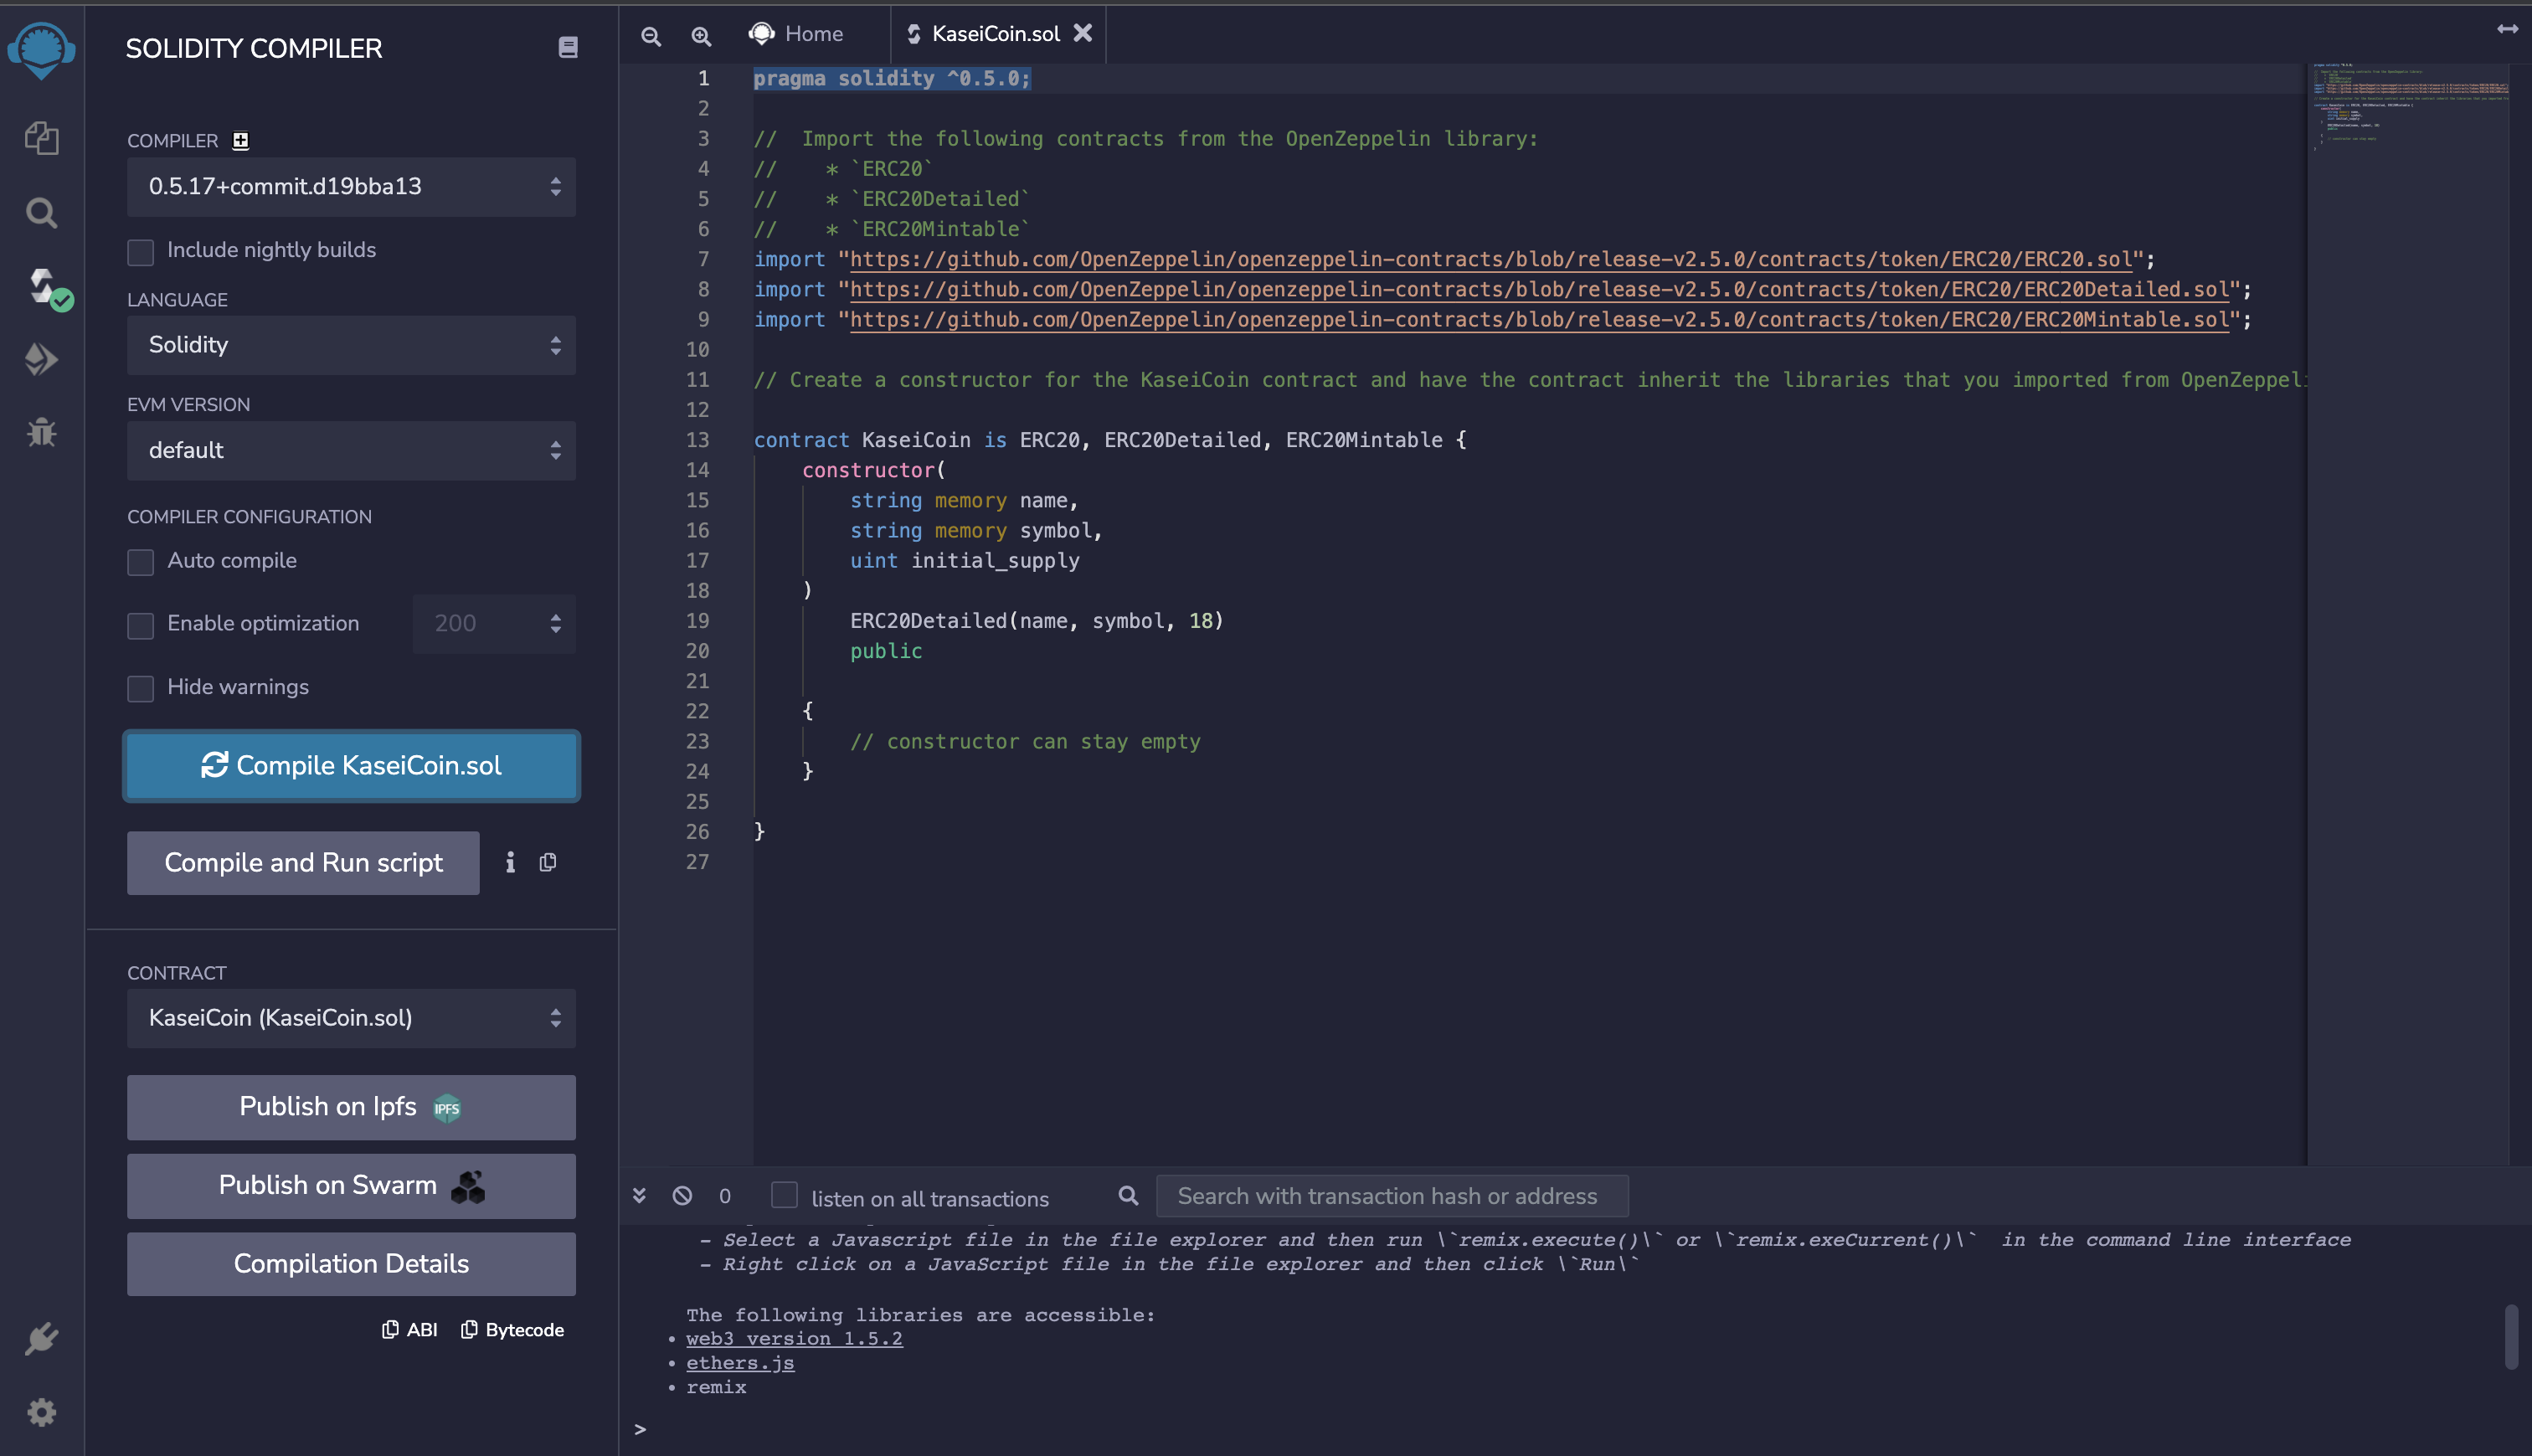 SOLIDITY COMPILER
COMPILER
0.5.17+commit.d19bba13
Include nightly builds
LANGUAGE
Solidity
EVM VERSION
default
COMPILER CONFIGURATION
Auto compile
Enable optimization 200
Hide warnings
Compile KaseiCoin.sol
Compile and Run script
CONTRACT
KaseiCoin (KaseiCoin.sol)
Publish on Ipfs IPFS
Publish on Swarm
Compilation Details
ABI Bytecode
Home KaseiCoin.sol
1 pragma solidity ^0.5.0;
2
3 //  Import the following contracts from the OpenZeppelin library:
4 //    * `ERC20`
5 //    * `ERC20Detailed`
6 //    * `ERC20Mintable`
7 import "https://github.com/OpenZeppelin/openzeppelin-contracts/blob/release-v2.5.0/contracts/token/ERC20/ERC20.sol";
8 import "https://github.com/OpenZeppelin/openzeppelin-contracts/blob/release-v2.5.0/contracts/token/ERC20/ERC20Detailed.sol";
9 import "https://github.com/OpenZeppelin/openzeppelin-contracts/blob/release-v2.5.0/contracts/token/ERC20/ERC20Mintable.sol";
10
11 // Create a constructor for the KaseiCoin contract and have the contract inherit the libraries that you imported from OpenZeppeli
12
13 contract KaseiCoin is ERC20, ERC20Detailed, ERC20Mintable {
14     constructor(
15         string memory name,
16         string memory symbol,
17         uint initial_supply
18     )
19         ERC20Detailed(name, symbol, 18)
20         public
21
22     {
23         // constructor can stay empty
24     }
25
26 }
27
0 listen on all transactions Search with transaction hash or address
- Select a Javascript file in the file explorer and then run \`remix.execute()\` or \`remix.exeCurrent()\`  in the command line interface
- Right click on a JavaScript file in the file explorer and then click \`Run\`
The following libraries are accessible:
• web3 version 1.5.2
• ethers.js
• remix
>